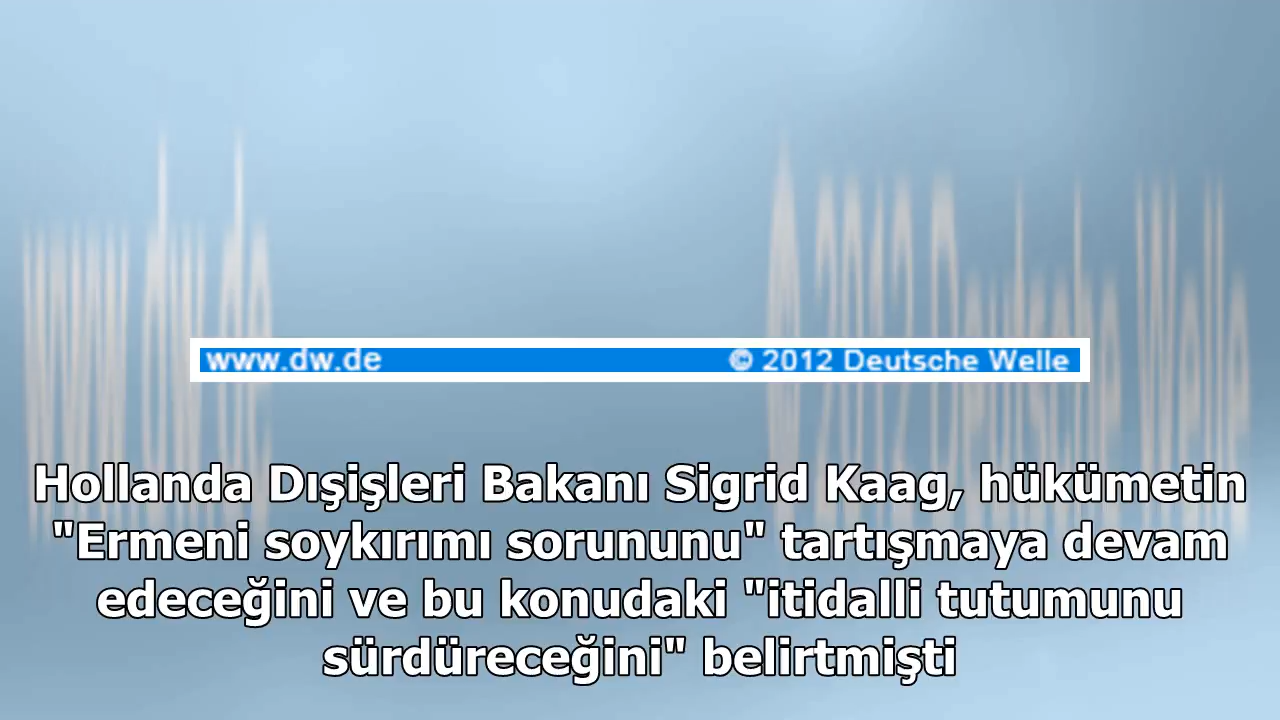 www.dw.de © 2012 Deutsche Welle
Hollanda Dışişleri Bakanı Sigrid Kaag, hükümetin
"Ermeni soykırımı sorununu" tartışmaya devam
edeceğini ve bu konudaki "itidalli tutumunu
sürdüreceğini" belirtmişti